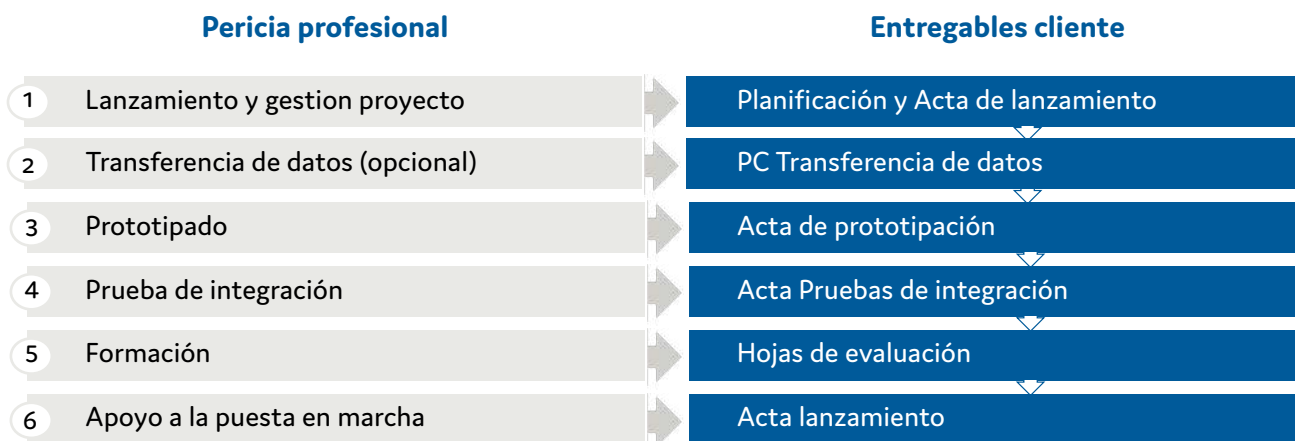 Pericia profesional
Entregables cliente
1 Lanzamiento y gestion proyecto
Planificación y Acta de lanzamiento
2 Transferencia de datos (opcional)
PC Transferencia de datos
3 Prototipado
Acta de prototipación
4 Prueba de integración
Acta Pruebas de integración
5 Formación
Hojas de evaluación
6 Apoyo a la puesta en marcha
Acta lanzamiento